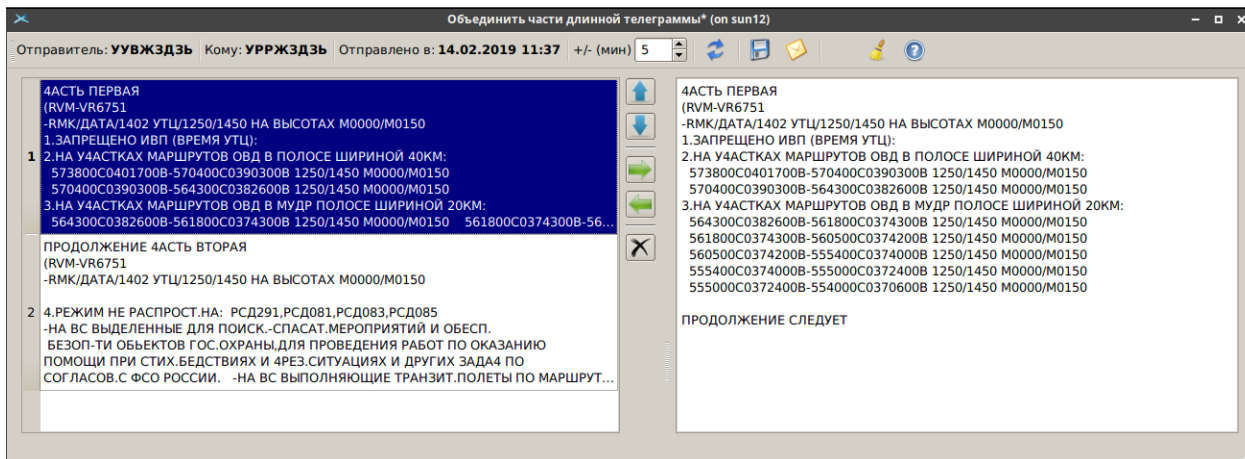 Объединить части длинной телеграммы* (on sun12)
Отправитель: УУВЖЗДЗЬ Кому: УРРЖЗДЗЬ Отправлено в: 14.02.2019 11:37 +/- (мин) 5
1
4АСТЬ ПЕРВАЯ
(RVM-VR6751
-RMK/ДАТА/1402 УТЦ/1250/1450 НА ВЫСОТАХ М0000/М0150
1.ЗАПРЕЩЕНО ИВП (ВРЕМЯ УТЦ):
2.НА У4АСТКАХ МАРШРУТОВ ОВД В ПОЛОСЕ ШИРИНОЙ 40КМ:
573800С0401700В-570400С0390300В 1250/1450 М0000/М0150
570400С0390300В-564300С0382600В 1250/1450 М0000/М0150
3.НА У4АСТКАХ МАРШРУТОВ ОВД В МУДР ПОЛОСЕ ШИРИНОЙ 20КМ:
564300С0382600В-561800С0374300В 1250/1450 М0000/М0150 561800С0374300В-56...
2
ПРОДОЛЖЕНИЕ 4АСТЬ ВТОРАЯ
(RVM-VR6751
-RMK/ДАТА/1402 УТЦ/1250/1450 НА ВЫСОТАХ М0000/М0150
4.РЕЖИМ НЕ РАСПРОСТ.НА: РСД291,РСД081,РСД083,РСД085
-НА ВС ВЫДЕЛЕННЫЕ ДЛЯ ПОИСК.-СПАСАТ.МЕРОПРИЯТИЙ И ОБЕСП.
БЕЗОП-ТИ ОБЬЕКТОВ ГОС.ОХРАНЫ,ДЛЯ ПРОВЕДЕНИЯ РАБОТ ПО ОКАЗАНИЮ
ПОМОЩИ ПРИ СТИХ.БЕДСТВИЯХ И 4РЕЗ.СИТУАЦИЯХ И ДРУГИХ ЗАДА4 ПО
СОГЛАСОВ.С ФСО РОССИИ. -НА ВС ВЫПОЛНЯЮЩИЕ ТРАНЗИТ.ПОЛЕТЫ ПО МАРШРУТ...
4АСТЬ ПЕРВАЯ
(RVM-VR6751
-RMK/ДАТА/1402 УТЦ/1250/1450 НА ВЫСОТАХ М0000/М0150
1.ЗАПРЕЩЕНО ИВП (ВРЕМЯ УТЦ):
2.НА У4АСТКАХ МАРШРУТОВ ОВД В ПОЛОСЕ ШИРИНОЙ 40КМ:
573800С0401700В-570400С0390300В 1250/1450 М0000/М0150
570400С0390300В-564300С0382600В 1250/1450 М0000/М0150
3.НА У4АСТКАХ МАРШРУТОВ ОВД В МУДР ПОЛОСЕ ШИРИНОЙ 20КМ:
564300С0382600В-561800С0374300В 1250/1450 М0000/М0150
561800С0374300В-560500С0374200В 1250/1450 М0000/М0150
560500С0374200В-555400С0374000В 1250/1450 М0000/М0150
555400С0374000В-555000С0372400В 1250/1450 М0000/М0150
555000С0372400В-554000С0370600В 1250/1450 М0000/М0150
ПРОДОЛЖЕНИЕ СЛЕДУЕТ